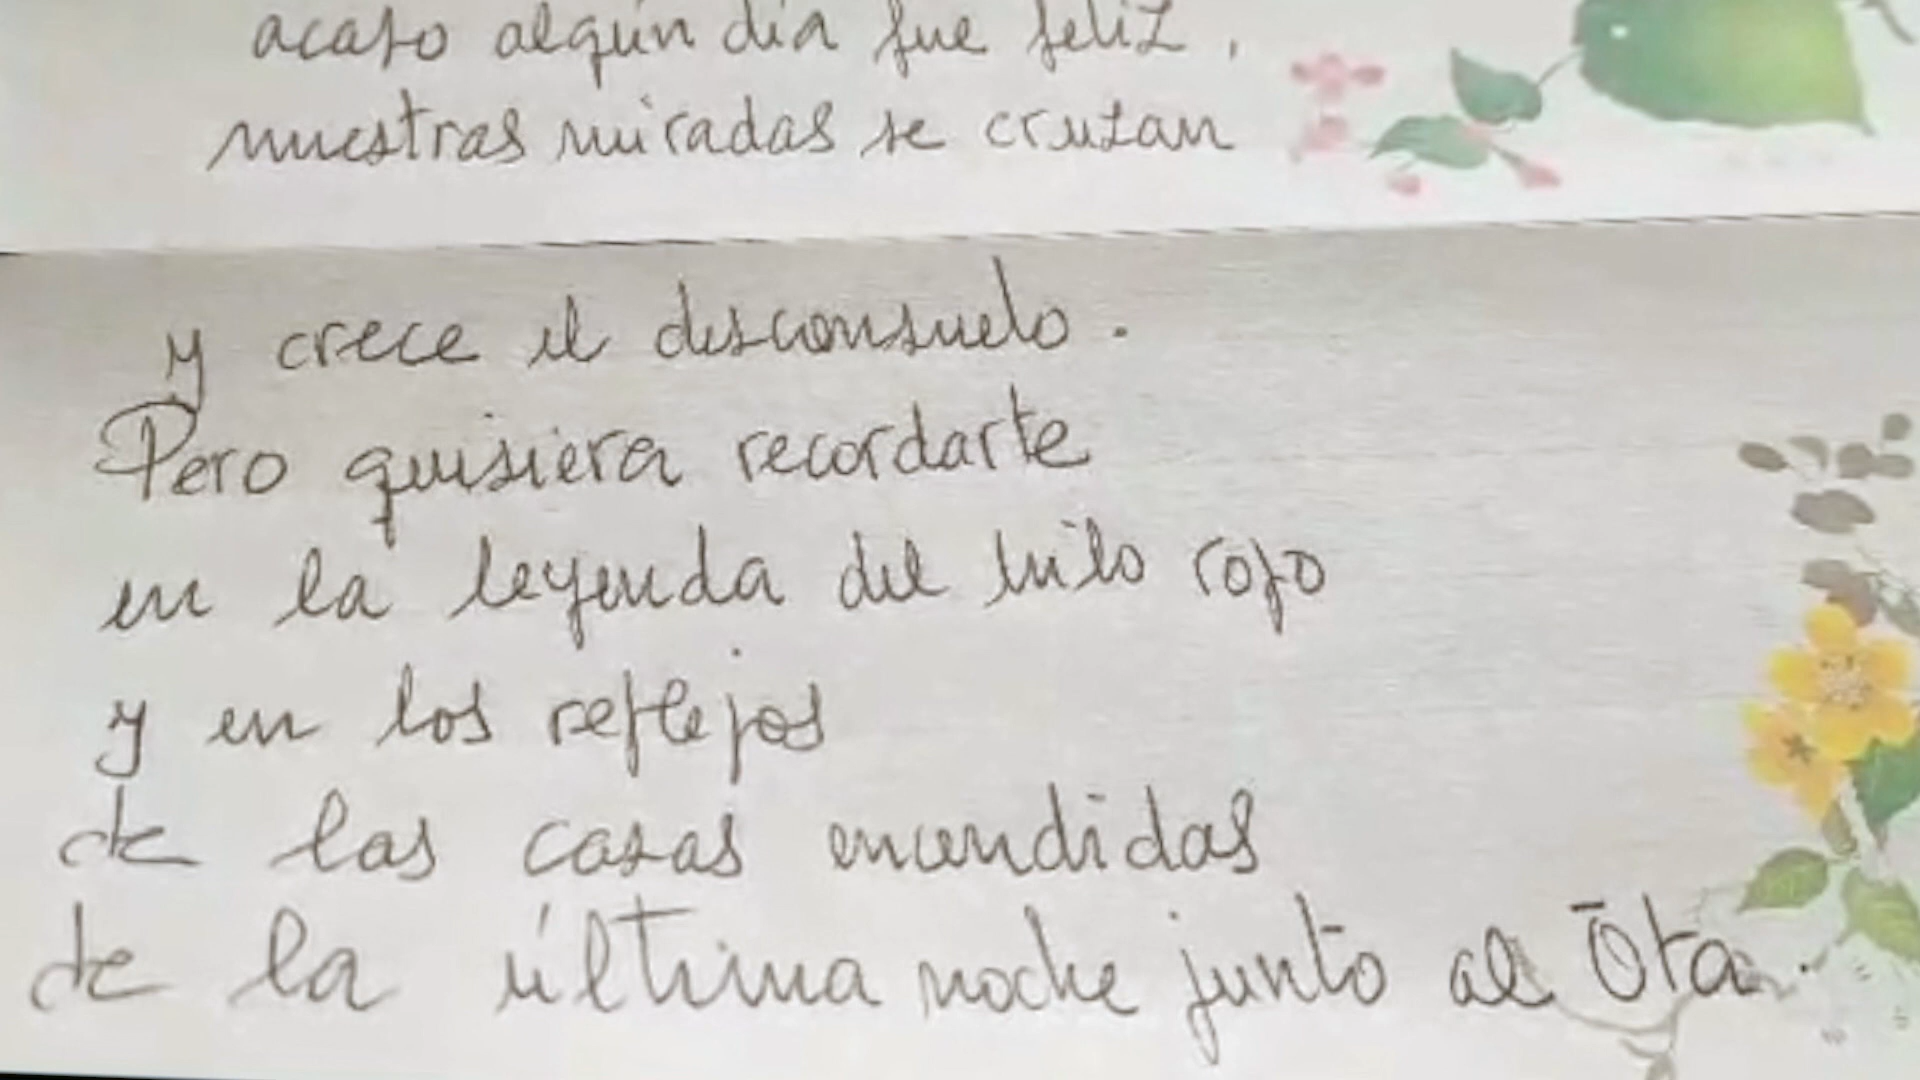 acaso algún día fue feliz,
nuestras miradas se cruzan
y crece el desconsuelo.
Pero quisiera recordarte
en la leyenda del hilo rojo
y en los reflejos
de las casas encendidas
de la última noche junto al Ōta.